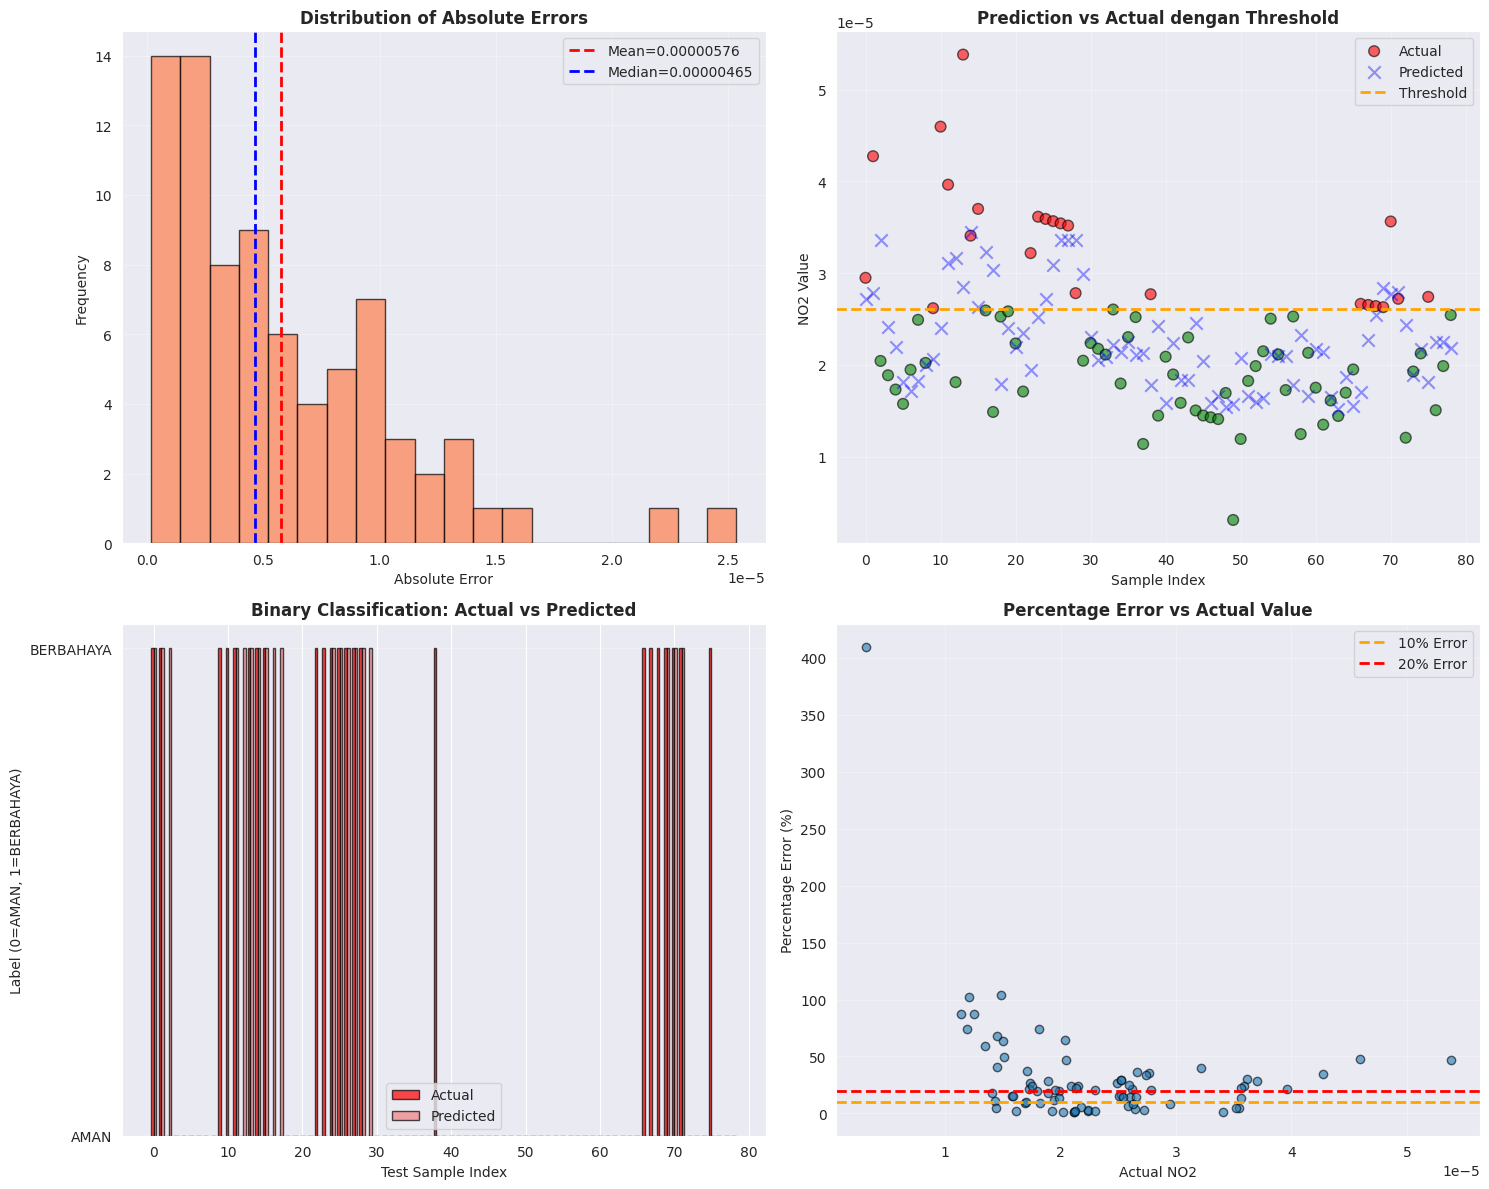 Distribution of Absolute Errors
Mean=0.00000576
Median=0.00000465
14
12
10
8
6
4
2
0
Frequency
0.0
0.5
1.0
1.5
2.0
2.5
1e−5
Absolute Error
Prediction vs Actual dengan Threshold
1e−5
Actual
Predicted
Threshold
5
4
3
2
1
NO2 Value
0
10
20
30
40
50
60
70
80
Sample Index
Binary Classification: Actual vs Predicted
BERBAHAYA
AMAN
Label (0=AMAN, 1=BERBAHAYA)
Actual
Predicted
0
10
20
30
40
50
60
70
80
Test Sample Index
Percentage Error vs Actual Value
10% Error
20% Error
400
350
300
250
200
150
100
50
0
Percentage Error (%)
1
2
3
4
5
1e−5
Actual NO2